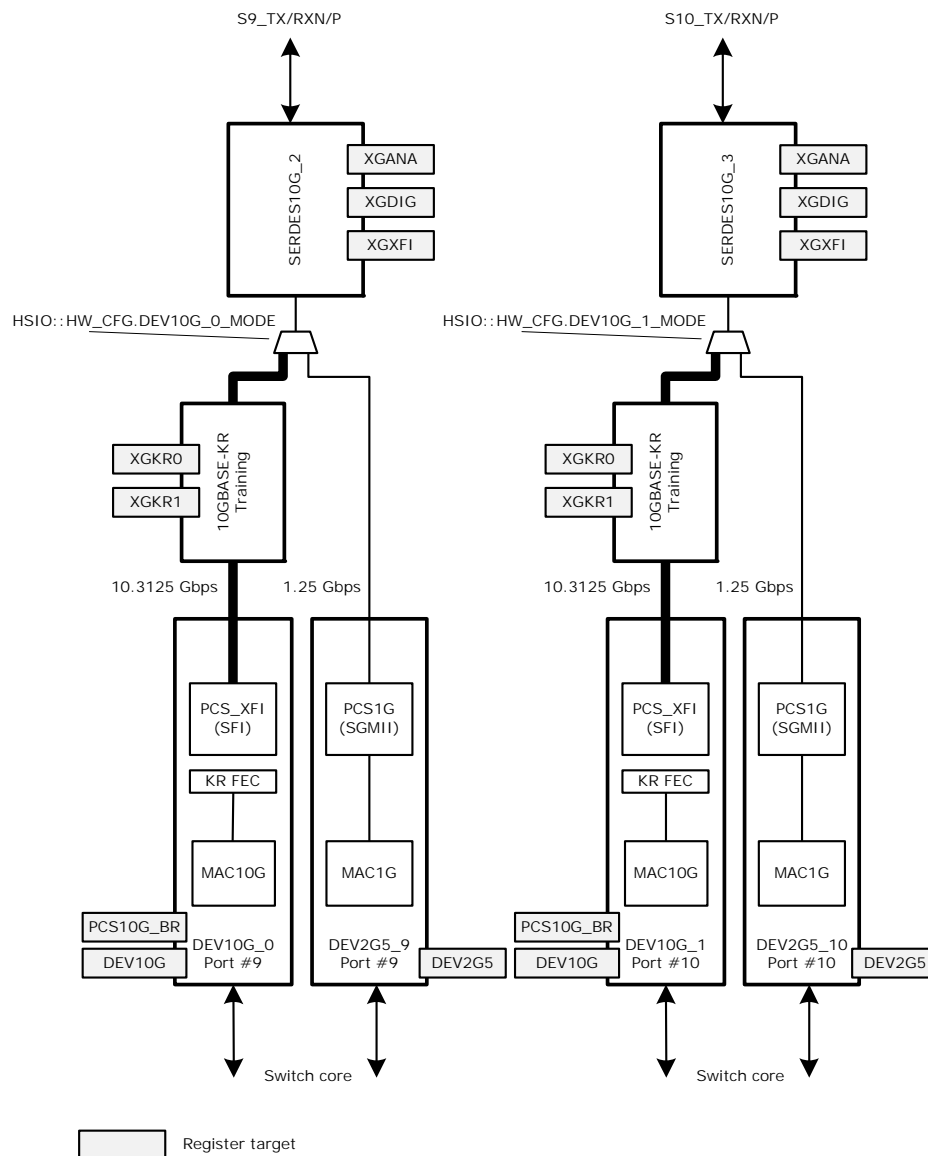 S9_TX/RXN/P
S10_TX/RXN/P
SERDES10G_2
XGANA
XGDIG
XGXFI
SERDES10G_3
XGANA
XGDIG
XGXFI
HSIO::HW_CFG.DEV10G_0_MODE
HSIO::HW_CFG.DEV10G_1_MODE
XGKR0
XGKR1
10GBASE-KR
Training
XGKR0
XGKR1
10GBASE-KR
Training
10.3125 Gbps
1.25 Gbps
10.3125 Gbps
1.25 Gbps
PCS_XFI
(SFI)
PCS1G
(SGMII)
PCS_XFI
(SFI)
PCS1G
(SGMII)
KR FEC
KR FEC
MAC10G
MAC1G
MAC10G
MAC1G
PCS10G_BR
DEV10G
DEV10G_0
Port #9
DEV2G5_9
Port #9
DEV2G5
PCS10G_BR
DEV10G
DEV10G_1
Port #10
DEV2G5_10
Port #10
DEV2G5
Switch core
Switch core
Register target